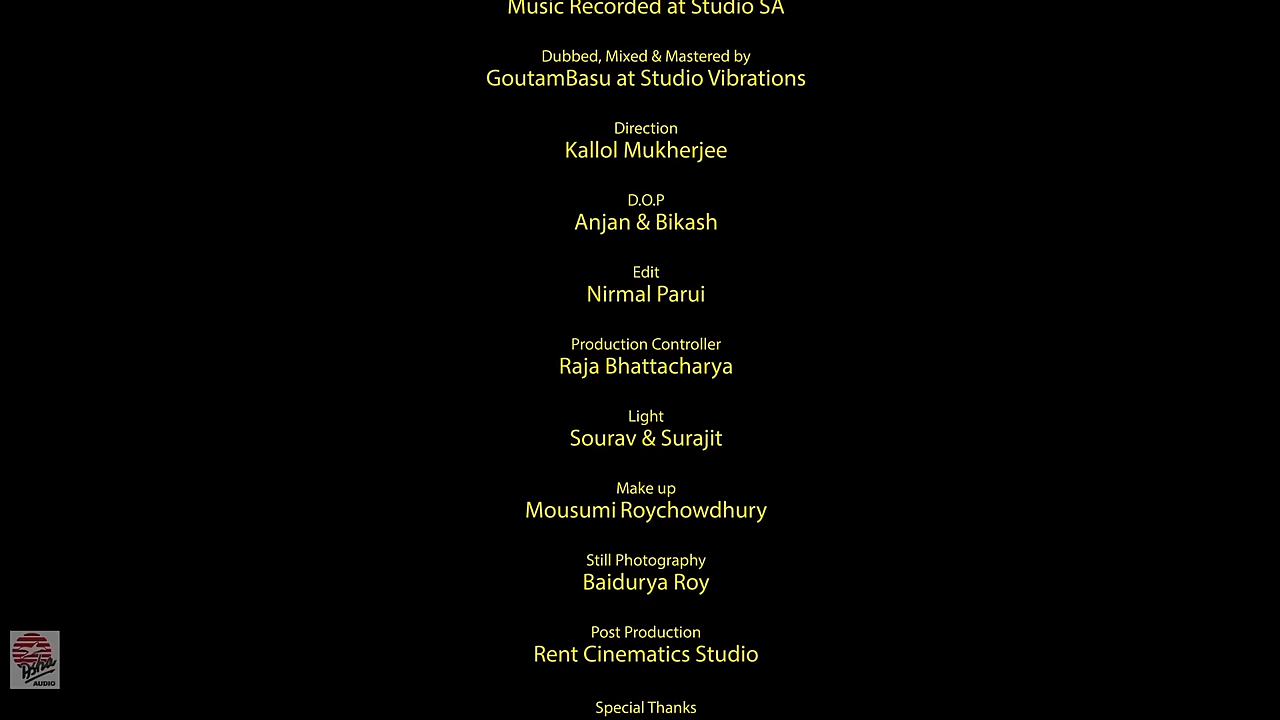 Music Recorded at Studio SA
Dubbed, Mixed & Mastered by
GoutamBasu at Studio Vibrations
Direction
Kallol Mukherjee
D.O.P
Anjan & Bikash
Edit
Nirmal Parui
Production Controller
Raja Bhattacharya
Light
Sourav & Surajit
Make up
Mousumi Roychowdhury
Still Photography
Baidurya Roy
Post Production
Rent Cinematics Studio
Special Thanks
Asha
AUDIO